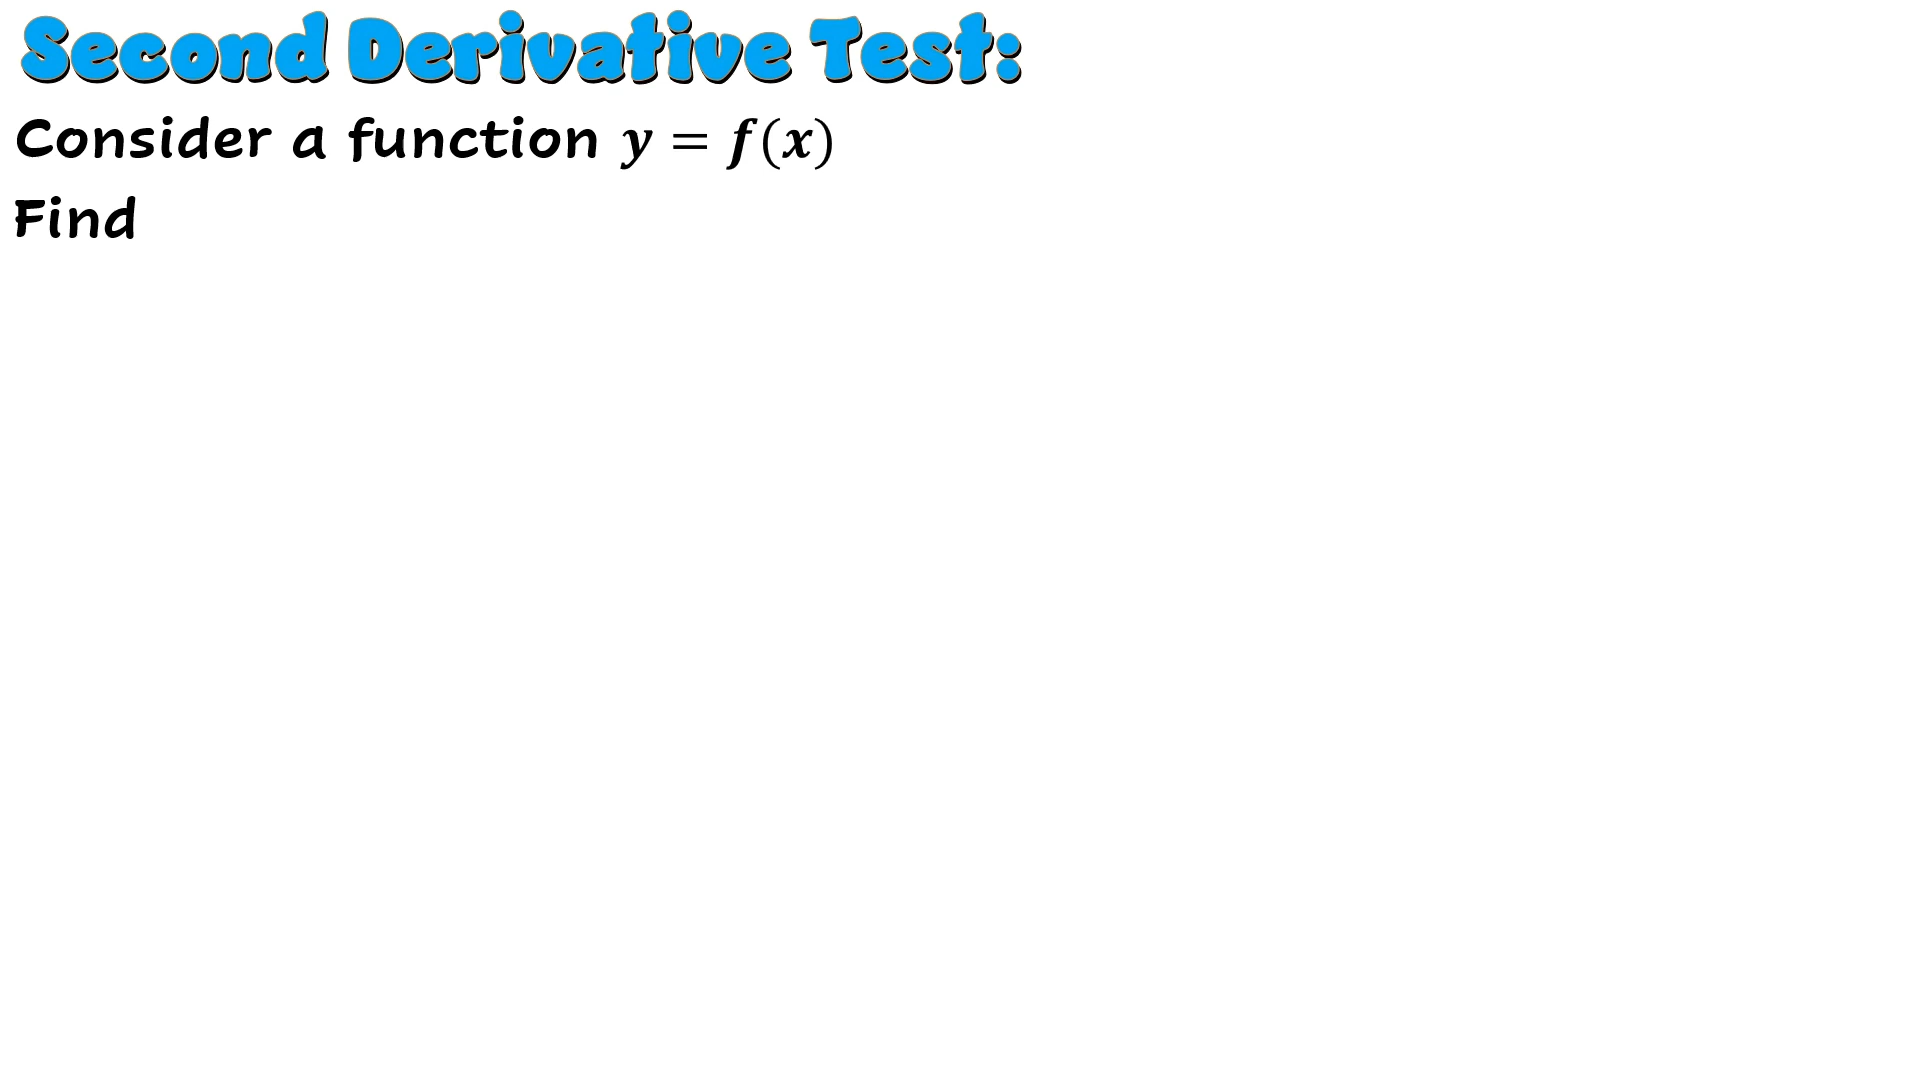 Second Derivative Test:
Consider a function y = f(x)
Find